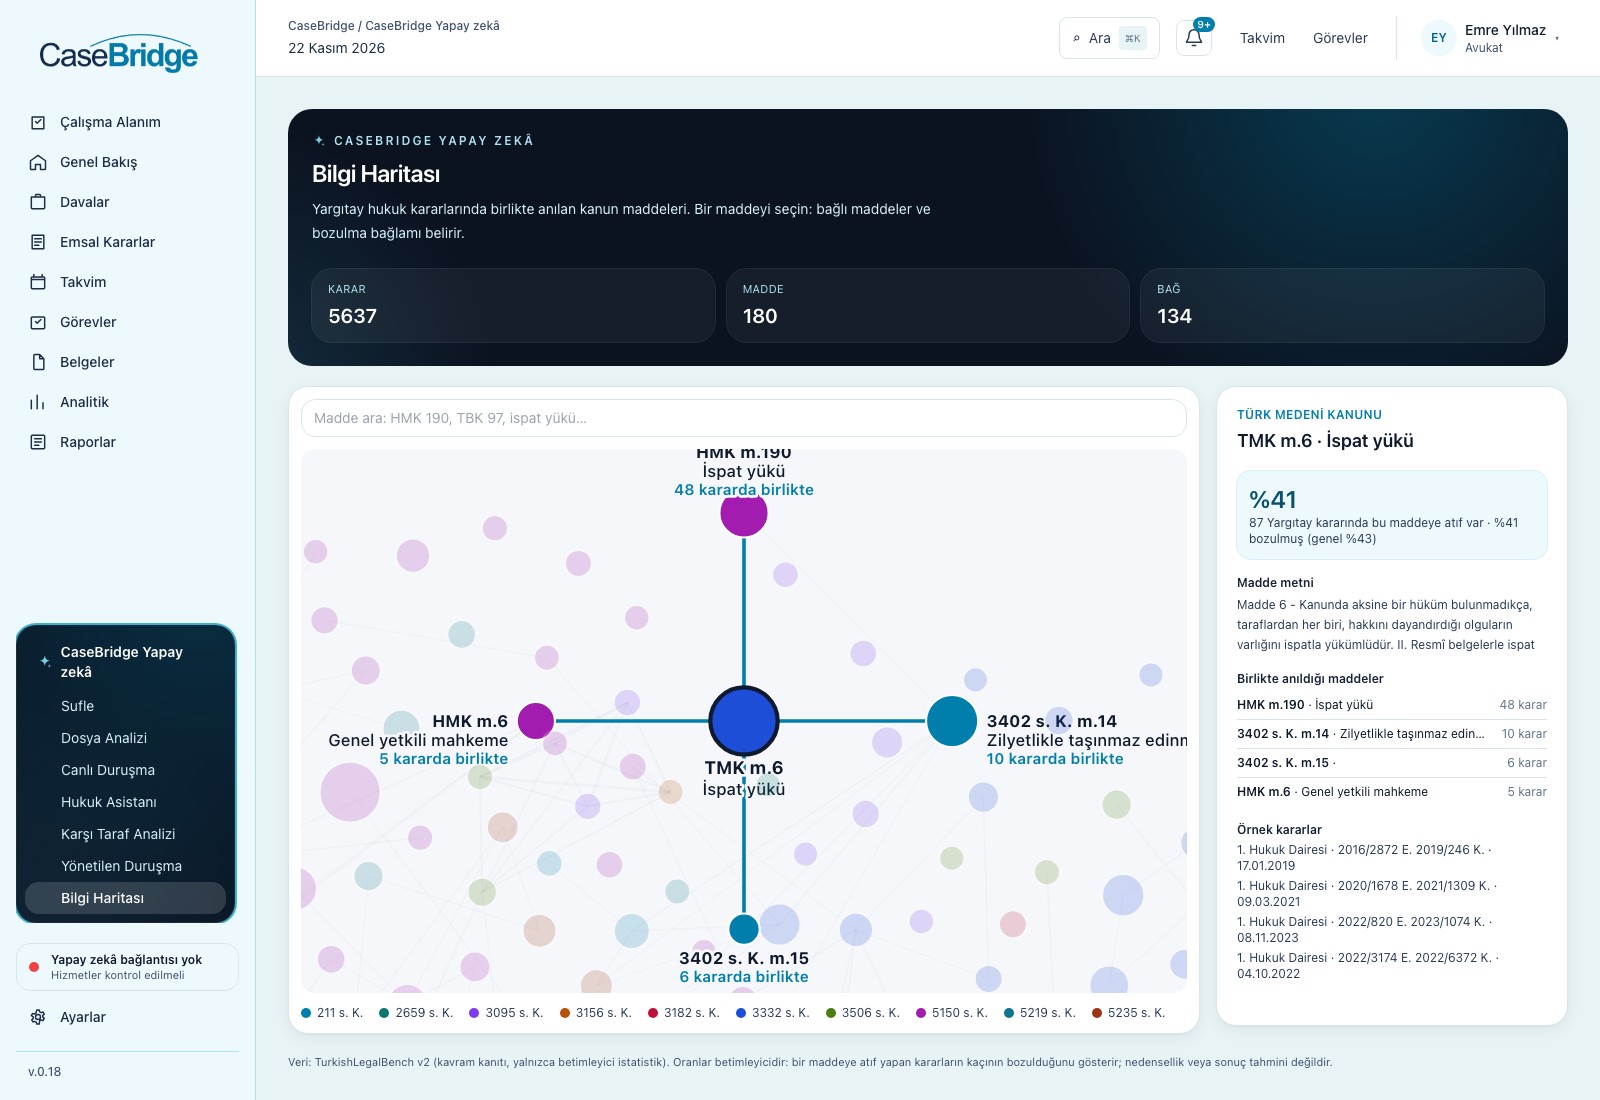 CaseBridge
Çalışma Alanım
Genel Bakış
Davalar
Emsal Kararlar
Takvim
Görevler
Belgeler
Analitik
Raporlar
CaseBridge Yapay
zekâ
Sufle
Dosya Analizi
Canlı Duruşma
Hukuk Asistanı
Karşı Taraf Analizi
Yönetilen Duruşma
Bilgi Haritası
Yapay zekâ bağlantısı yok
Hizmetler kontrol edilmeli
Ayarlar
v.0.18
CaseBridge / CaseBridge Yapay zekâ
22 Kasım 2026
Ara ⌘K
9+
Takvim
Görevler
EY
Emre Yılmaz
Avukat
CASEBRIDGE YAPAY ZEKÂ
Bilgi Haritası
Yargıtay hukuk kararlarında birlikte anılan kanun maddeleri. Bir maddeyi seçin: bağlı maddeler ve
bozulma bağlamı belirir.
KARAR
5637
MADDE
180
BAĞ
134
Madde ara: HMK 190, TBK 97, ispat yükü...
HMK m.190
İspat yükü
48 kararda birlikte
HMK m.6
Genel yetkili mahkeme
5 kararda birlikte
3402 s. K. m.14
Zilyetlikle taşınmaz edinm
10 kararda birlikte
TMK m.6
İspat yükü
3402 s. K. m.15
6 kararda birlikte
211 s. K.
2659 s. K.
3095 s. K.
3156 s. K.
3182 s. K.
3332 s. K.
3506 s. K.
5150 s. K.
5219 s. K.
5235 s. K.
TÜRK MEDENİ KANUNU
TMK m.6 · İspat yükü
%41
87 Yargıtay kararında bu maddeye atıf var · %41
bozulmuş (genel %43)
Madde metni
Madde 6 - Kanunda aksine bir hüküm bulunmadıkça,
taraflardan her biri, hakkını dayandırdığı olguların
varlığını ispatla yükümlüdür. II. Resmî belgelerle ispat
Birlikte anıldığı maddeler
HMK m.190 · İspat yükü 48 karar
3402 s. K. m.14 · Zilyetlikle taşınmaz edin... 10 karar
3402 s. K. m.15 · 6 karar
HMK m.6 · Genel yetkili mahkeme 5 karar
Örnek kararlar
1. Hukuk Dairesi · 2016/2872 E. 2019/246 K. ·
17.01.2019
1. Hukuk Dairesi · 2020/1678 E. 2021/1309 K. ·
09.03.2021
1. Hukuk Dairesi · 2022/820 E. 2023/1074 K. ·
08.11.2023
1. Hukuk Dairesi · 2022/3174 E. 2022/6372 K. ·
04.10.2022
Veri: TurkishLegalBench v2 (kavram kanıtı, yalnızca betimleyici istatistik). Oranlar betimleyicidir: bir maddeye atıf yapan kararların kaçının bozulduğunu gösterir; nedensellik veya sonuç tahmini değildir.